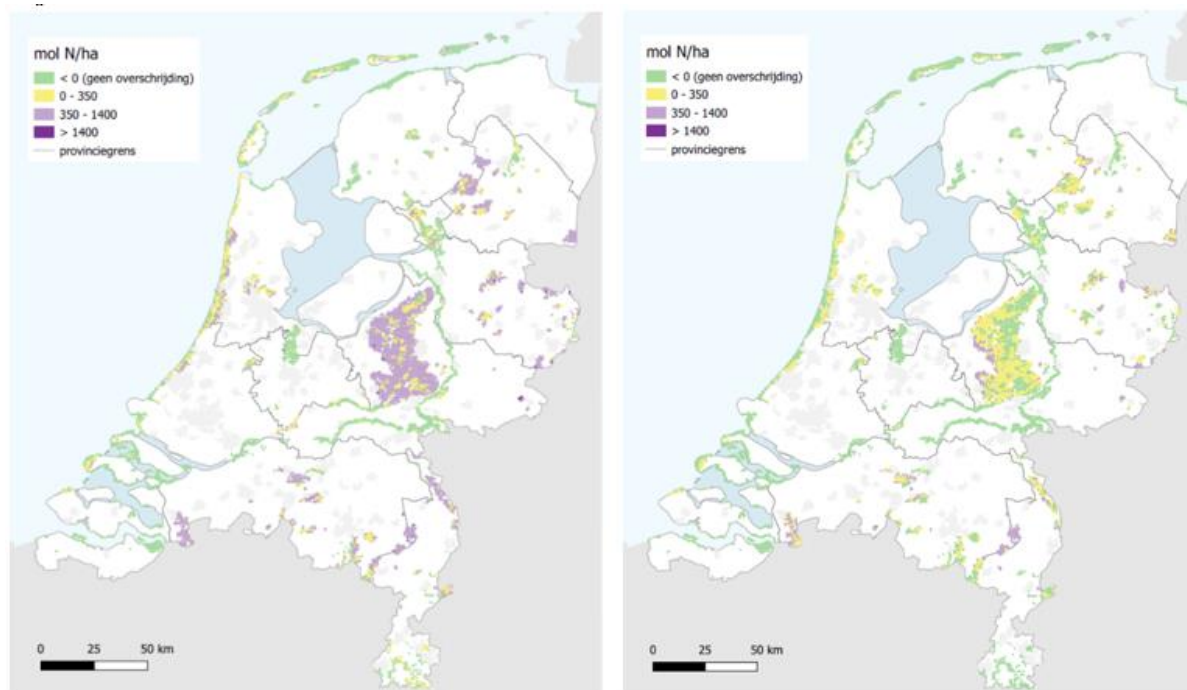 mol N/ha
< 0 (geen overschrijding)
0 - 350
350 - 1400
> 1400
provinciegrens
0 25 50 km
mol N/ha
< 0 (geen overschrijding)
0 - 350
350 - 1400
> 1400
provinciegrens
0 25 50 km